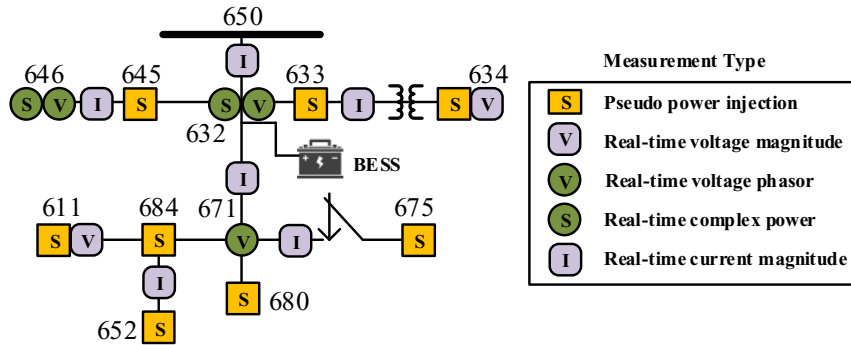 650
646
645
633
634
Measurement Type
I
S
V
I
S
S
V
S
I
S
V
632
S
Pseudo power injection
V
Real-time voltage magnitude
BESS
I
V
Real-time voltage phasor
611
684
671
675
S
Real-time complex power
S
V
S
V
I
S
I
Real-time current magnitude
I
S
680
652
S